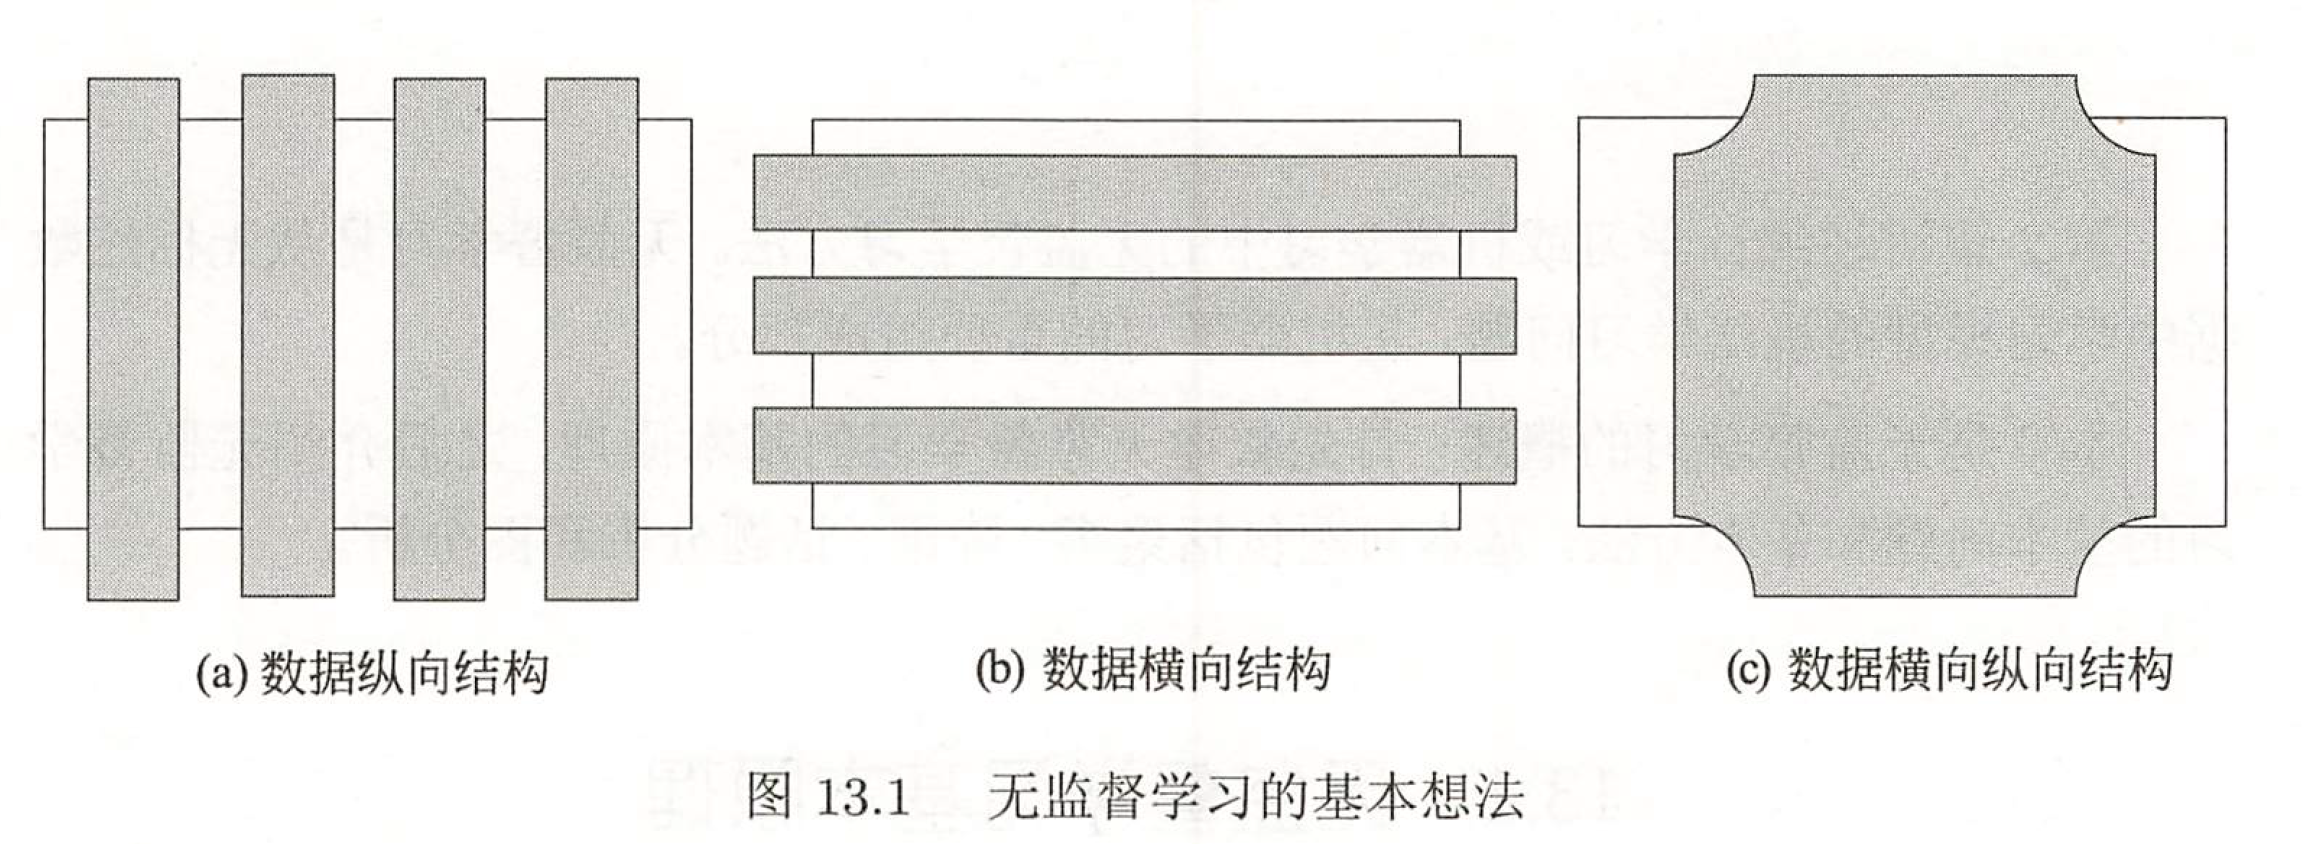 (a) 数据纵向结构
(b) 数据横向结构
(c) 数据横向纵向结构
图 13.1 无监督学习的基本想法